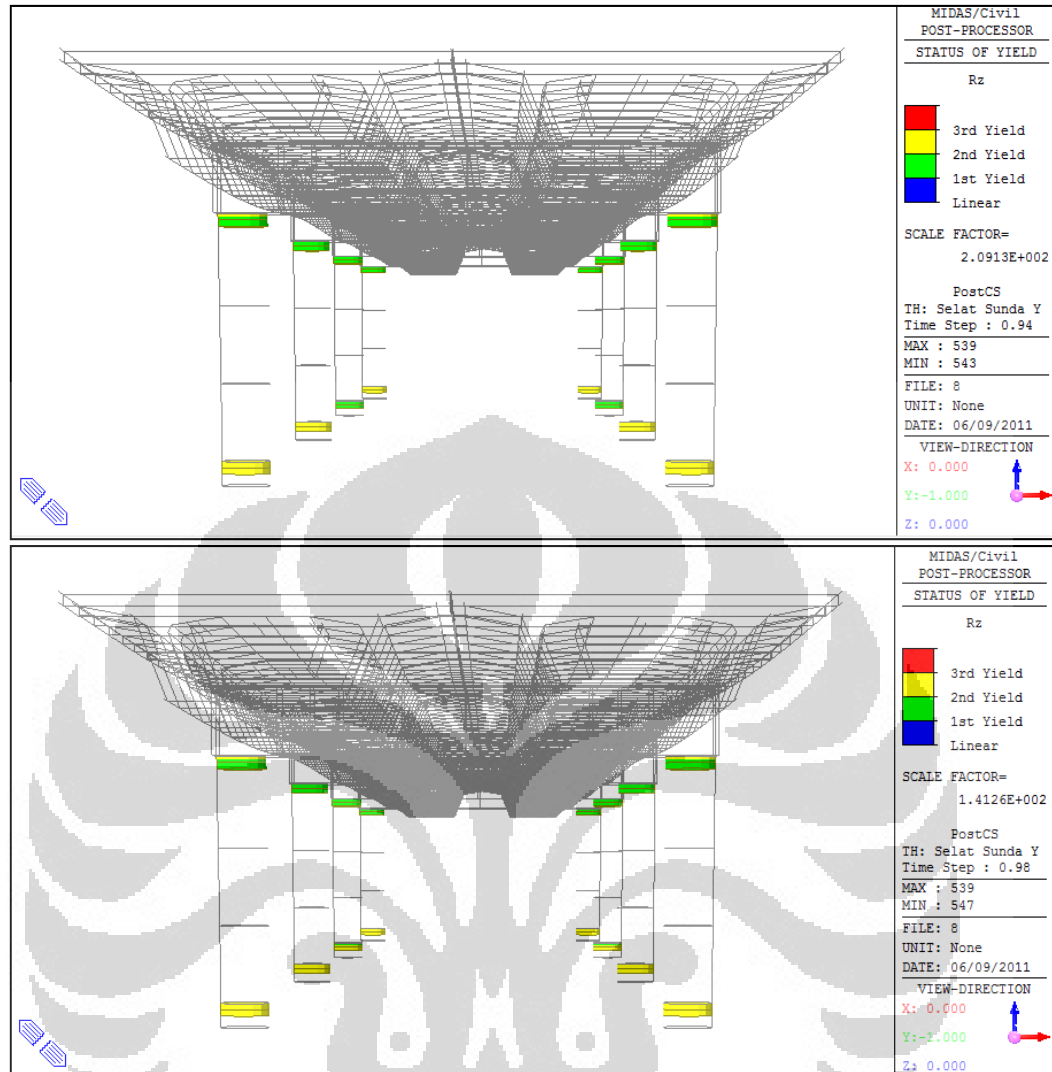 MIDAS/Civil
POST-PROCESSOR
STATUS OF YIELD
Rz
3rd Yield
2nd Yield
1st Yield
Linear
SCALE FACTOR=
2.0913E+002
PostCS
TH: Selat Sunda Y
Time Step : 0.94
MAX : 539
MIN : 543
FILE: 8
UNIT: None
DATE: 06/09/2011
VIEW-DIRECTION
X: 0.000
Y:-1.000
Z: 0.000
MIDAS/Civil
POST-PROCESSOR
STATUS OF YIELD
Rz
3rd Yield
2nd Yield
1st Yield
Linear
SCALE FACTOR=
1.4126E+002
PostCS
TH: Selat Sunda Y
Time Step : 0.98
MAX : 539
MIN : 547
FILE: 8
UNIT: None
DATE: 06/09/2011
VIEW-DIRECTION
X: 0.000
Y:-1.000
Z: 0.000